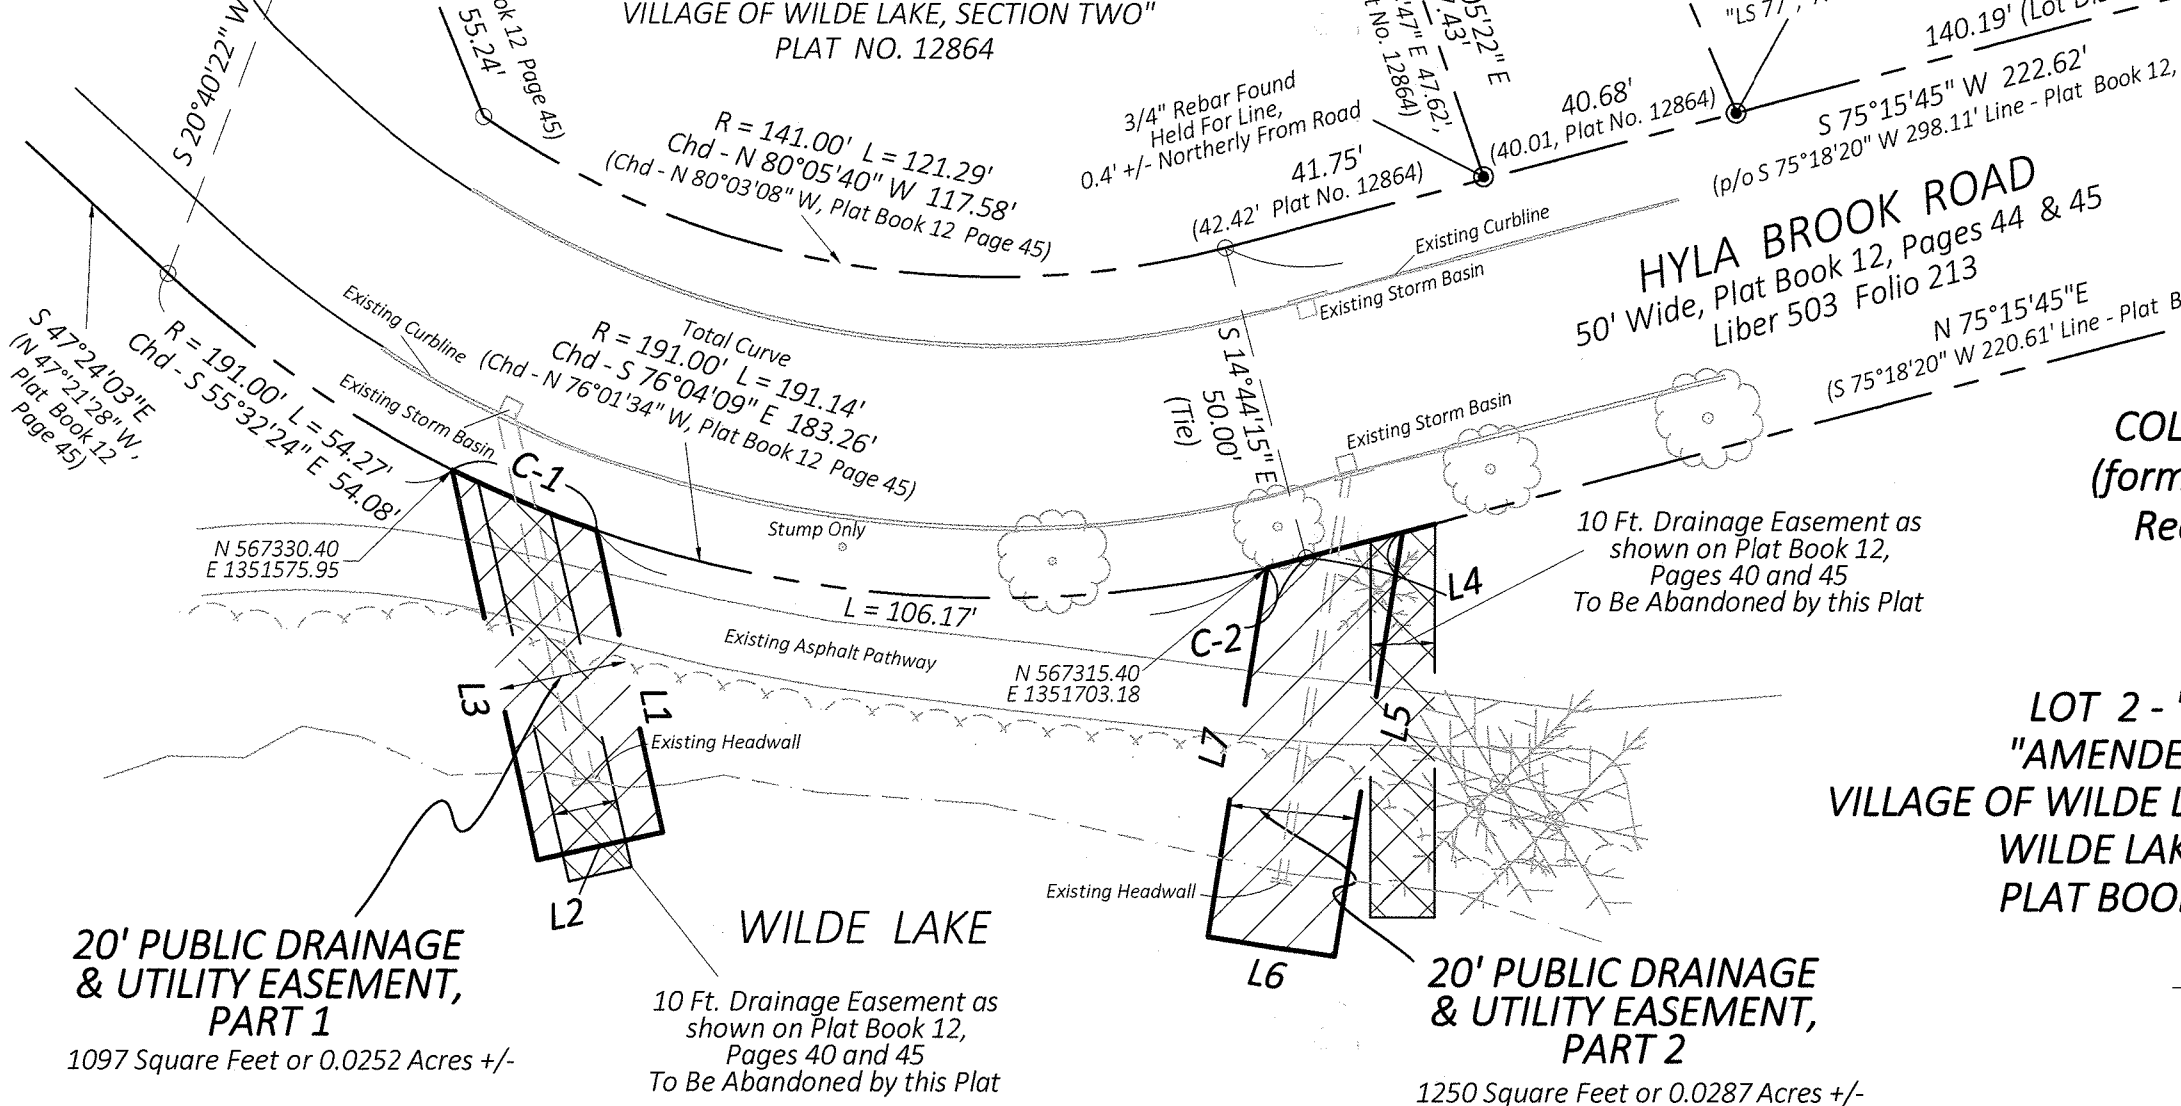 S 20°40'22" W
Book 12 Page 45)
55.24'
VILLAGE OF WILDE LAKE, SECTION TWO"
PLAT NO. 12864
R = 141.00' L = 121.29'
Chd - N 80°05'40" W 117.58'
(Chd - N 80°03'08" W, Plat Book 12 Page 45)
3/4" Rebar Found
Held For Line,
0.4' +/- Northerly From Road
41.75'
(42.42' Plat No. 12864)
47.62',
12864)
40.68'
(40.01, Plat No. 12864)
"LS 77",
140.19' (Lot
S 75°15'45" W 222.62'
(p/o S 75°18'20" W 298.11' Line - Plat Book 12,
HYLA BROOK ROAD
50' Wide, Plat Book 12, Pages 44 & 45
Liber 503 Folio 213
N 75°15'45"E
(S 75°18'20" W 220.61' Line - Plat
Existing Curbline
Existing Storm Basin
S 47°24'03"E
(N 47°21'28" W,
Plat Book 12
Page 45)
R = 191.00' L = 54.27'
Chd - S 55°32'24" E 54.08'
Existing Curbline
Existing Storm Basin
Total Curve
R = 191.00' L = 191.14'
Chd - S 76°04'09" E 183.26'
(Chd - N 76°01'34" W, Plat Book 12 Page 45)
S 14°44'15" E
50.00'
(Tie)
Existing Storm Basin
C-1
Stump Only
N 567330.40
E 1351575.95
L = 106.17'
Existing Asphalt Pathway
C-2
L4
N 567315.40
E 1351703.18
10 Ft. Drainage Easement as
shown on Plat Book 12,
Pages 40 and 45
To Be Abandoned by this Plat
L3
L1
Existing Headwall
L7
L5
Existing Headwall
L2
L6
WILDE LAKE
20' PUBLIC DRAINAGE
& UTILITY EASEMENT,
PART 1
1097 Square Feet or 0.0252 Acres +/-
10 Ft. Drainage Easement as
shown on Plat Book 12,
Pages 40 and 45
To Be Abandoned by this Plat
20' PUBLIC DRAINAGE
& UTILITY EASEMENT,
PART 2
1250 Square Feet or 0.0287 Acres +/-
COL
(form
Re
LOT 2 - "
"AMENDE
VILLAGE OF WILDE L
WILDE LAK
PLAT BOO